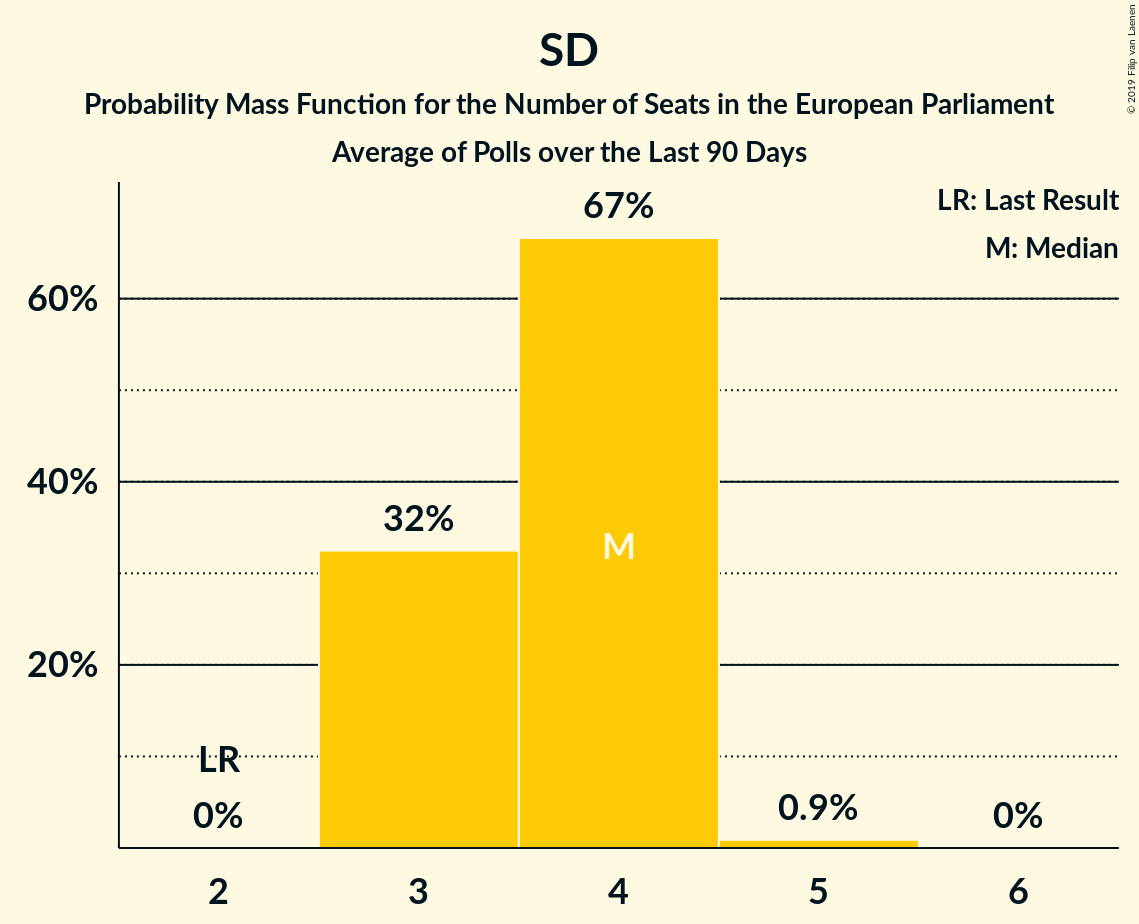 SD
Probability Mass Function for the Number of Seats in the European Parliament
Average of Polls over the Last 90 Days
© 2019 Filip van Laenen
LR: Last Result
M: Median
67%
60%
40%
32%
M
20%
LR
0%
0.9%
0%
2 3 4 5 6